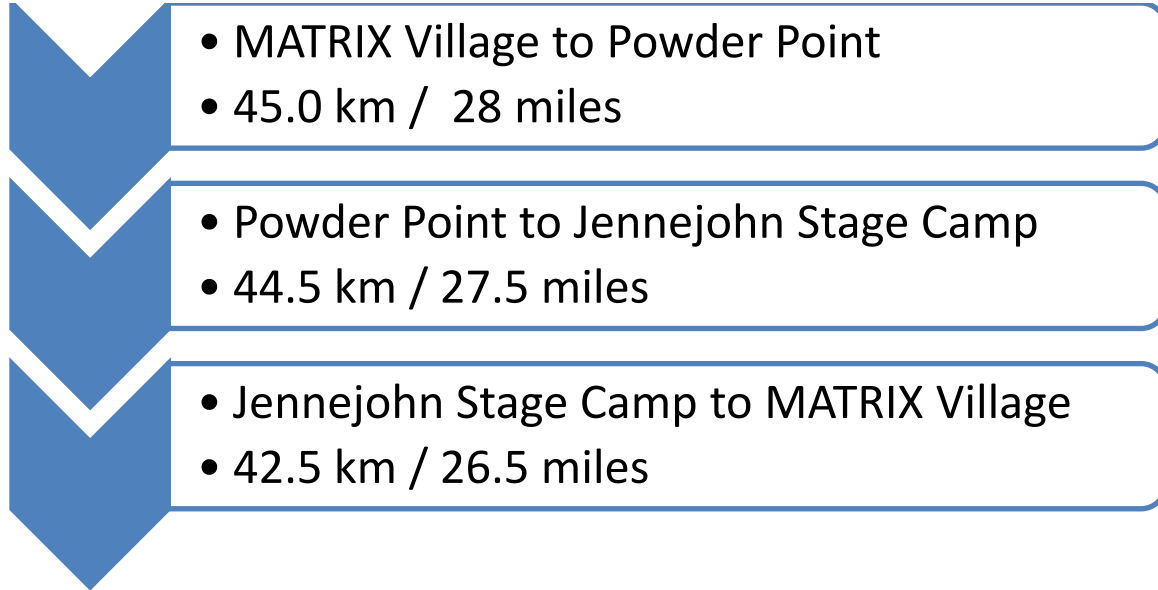 • MATRIX Village to Powder Point
• 45.0 km /  28 miles
• Powder Point to Jennejohn Stage Camp
• 44.5 km / 27.5 miles
• Jennejohn Stage Camp to MATRIX Village
• 42.5 km / 26.5 miles